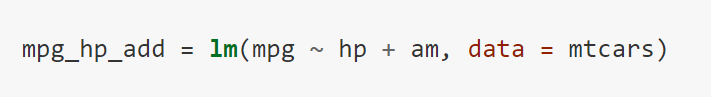 mpg_hp_add = lm(mpg ~ hp + am, data = mtcars)